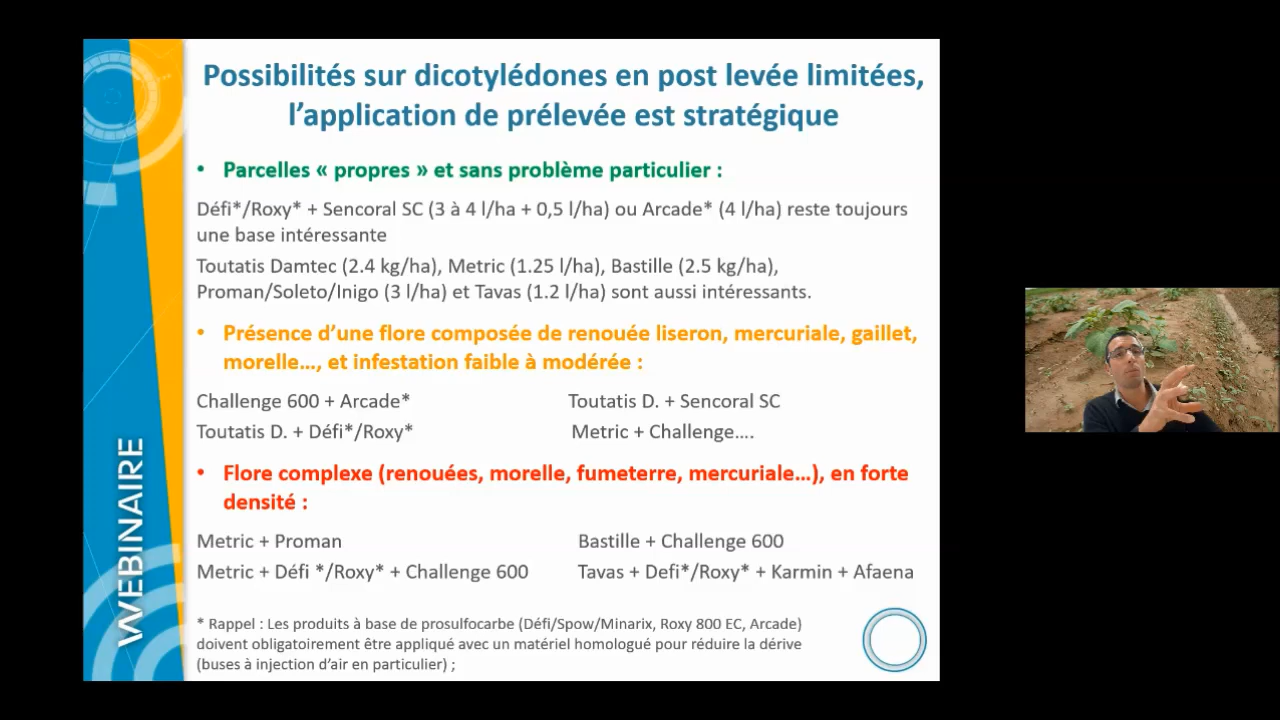 Possibilités sur dicotylédones en post levée limitées,
l’application de prélevée est stratégique
• Parcelles « propres » et sans problème particulier :
Défi*/Roxy* + Sencoral SC (3 à 4 l/ha + 0,5 l/ha) ou Arcade* (4 l/ha) reste toujours
une base intéressante
Toutatis Damtec (2.4 kg/ha), Metric (1.25 l/ha), Bastille (2.5 kg/ha),
Proman/Soleto/Inigo (3 l/ha) et Tavas (1.2 l/ha) sont aussi intéressants.
• Présence d’une flore composée de renouée liseron, mercuriale, gaillet,
morelle…, et infestation faible à modérée :
Challenge 600 + Arcade* Toutatis D. + Sencoral SC
Toutatis D. + Défi*/Roxy* Metric + Challenge….
• Flore complexe (renouées, morelle, fumeterre, mercuriale…), en forte
densité :
Metric + Proman Bastille + Challenge 600
Metric + Défi */Roxy* + Challenge 600 Tavas + Defi*/Roxy* + Karmin + Afaena
* Rappel : Les produits à base de prosulfocarbe (Défi/Spow/Minarix, Roxy 800 EC, Arcade)
doivent obligatoirement être appliqué avec un matériel homologué pour réduire la dérive
(buses à injection d’air en particulier) ;
WEBINAIRE